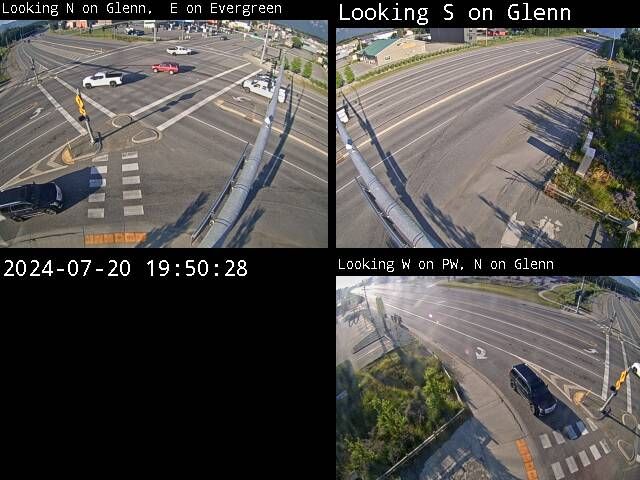 Looking N on Glenn,  E on Evergreen
Looking S on Glenn
2024-07-20 19:50:28
Looking W on PW, N on Glenn